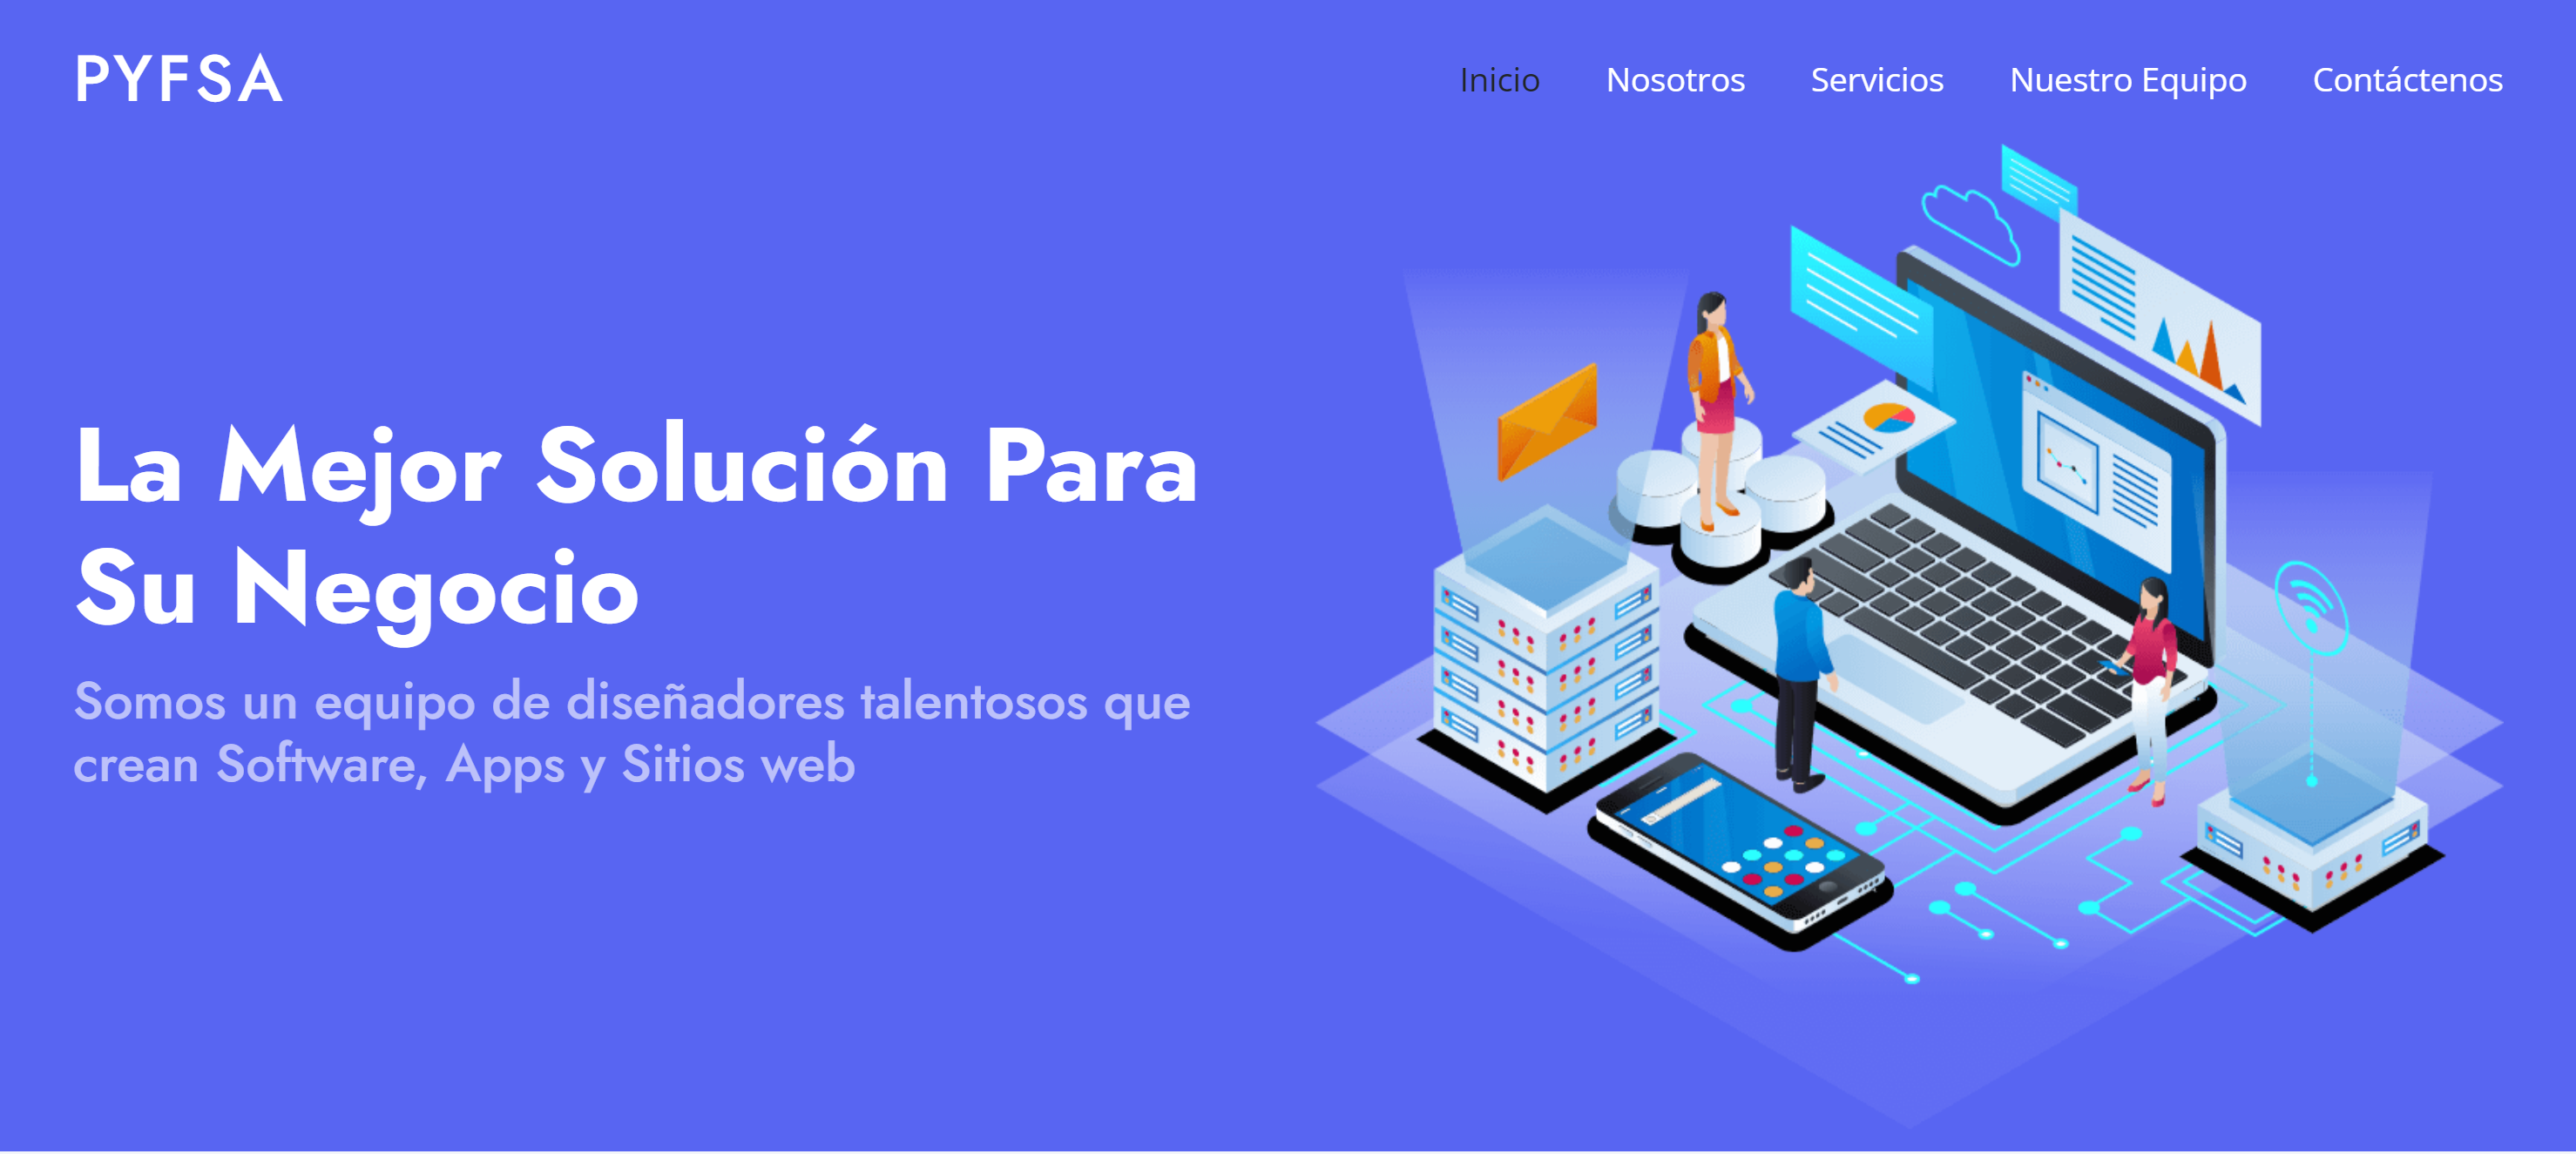 PYFSA
Inicio Nosotros Servicios Nuestro Equipo Contáctenos
La Mejor Solución Para
Su Negocio
Somos un equipo de diseñadores talentosos que
crean Software, Apps y Sitios web